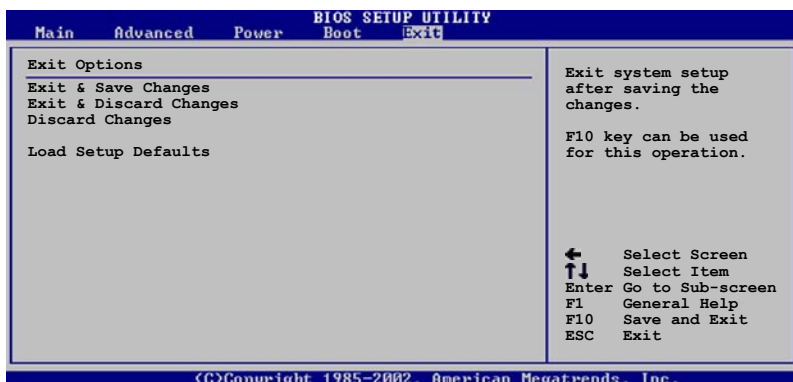 BIOS SETUP UTILITY
Main Advanced Power Boot Exit
Exit Options
Exit & Save Changes
Exit & Discard Changes
Discard Changes
Load Setup Defaults
Exit system setup
after saving the
changes.
F10 key can be used
for this operation.
← Select Screen
↑↓ Select Item
Enter Go to Sub-screen
F1 General Help
F10 Save and Exit
ESC Exit
(C)Copyright 1985-2002, American Megatrends, Inc.